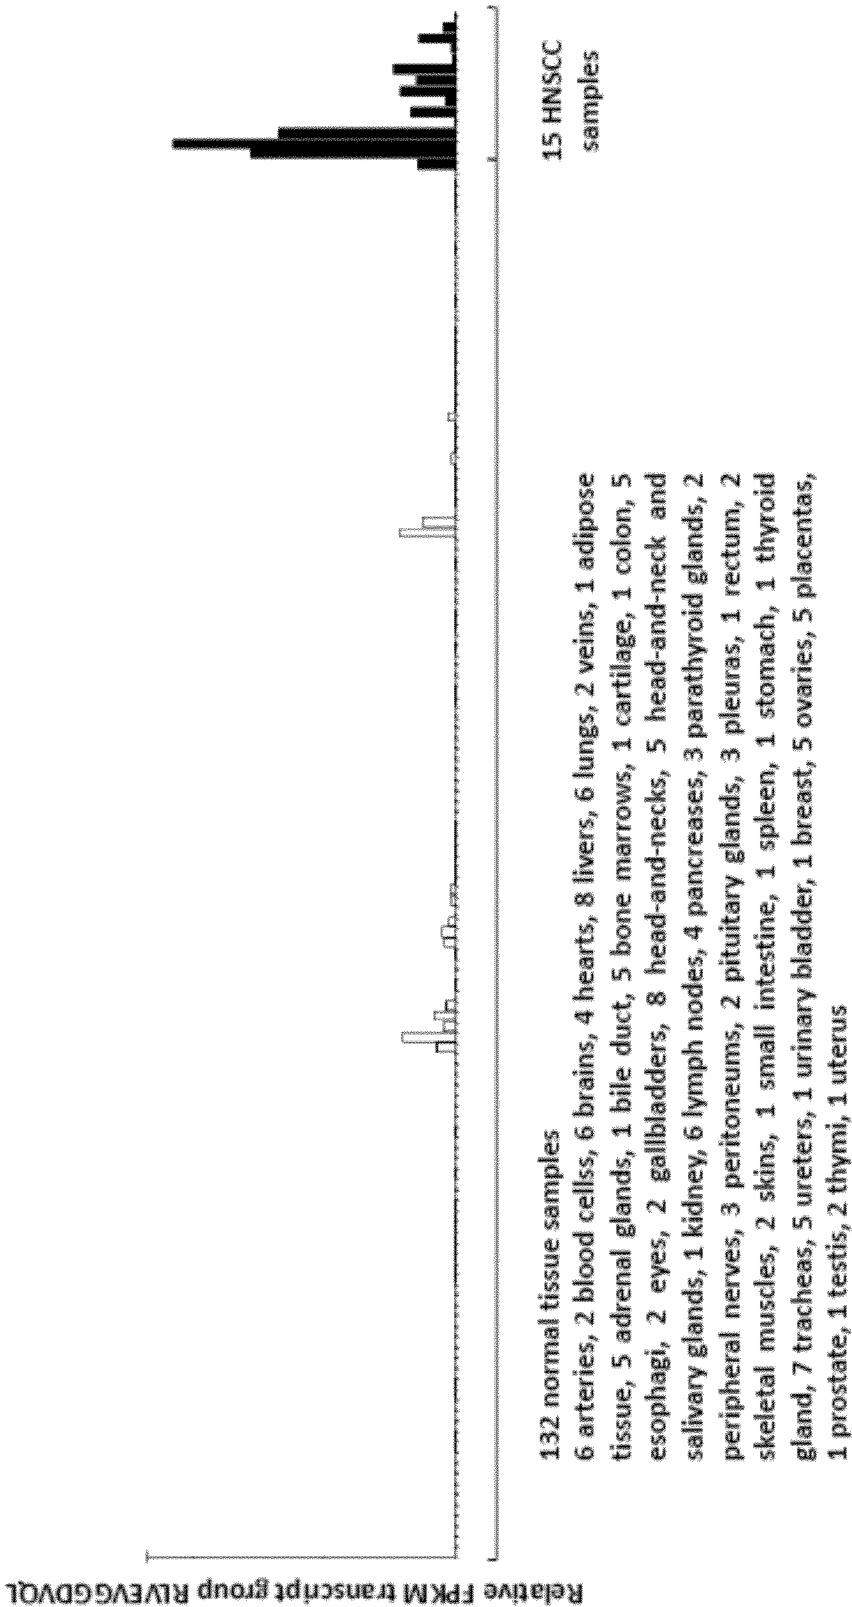 Relative FPKM transcript group RLVEVGGDVQL
132 normal tissue samples
6 arteries, 2 blood cellss, 6 brains, 4 hearts, 8 livers, 6 lungs, 2 veins, 1 adipose
tissue, 5 adrenal glands, 1 bile duct, 5 bone marrows, 1 cartilage, 1 colon, 5
esophagi, 2 eyes, 2 gallbladders, 8 head-and-necks, 5 head-and-neck and
salivary glands, 1 kidney, 6 lymph nodes, 4 pancreases, 3 parathyroid glands, 2
peripheral nerves, 3 peritoneums, 2 pituitary glands, 3 pleuras, 1 rectum, 2
skeletal muscles, 2 skins, 1 small intestine, 1 spleen, 1 stomach, 1 thyroid
gland, 7 tracheas, 5 ureters, 1 urinary bladder, 1 breast, 5 ovaries, 5 placentas,
1 prostate, 1 testis, 2 thymi, 1 uterus
15 HNSCC
samples